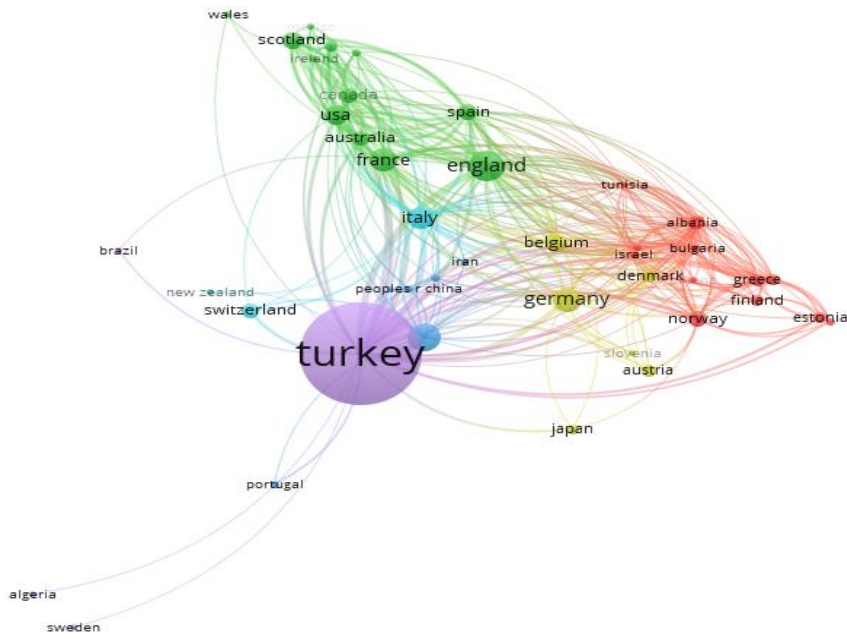 wales
scotland
ireland
canada
usa
spain
australia
france
england
tunisia
italy
albania
belgium
bulgaria
israel
brazil
iran
denmark
greece
peoples r china
new zealand
germany
finland
switzerland
norway
estonia
turkey
slovenia
austria
japan
portugal
algeria
sweden